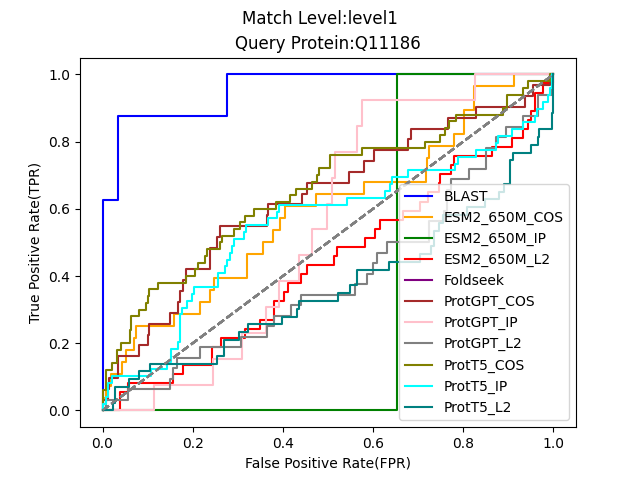 Match Level:level1
Query Protein:Q11186
True Positive Rate(TPR)
1.0
0.8
0.6
0.4
0.2
0.0
BLAST
ESM2_650M_COS
ESM2_650M_IP
ESM2_650M_L2
Foldseek
ProtGPT_COS
ProtGPT_IP
ProtGPT_L2
ProtT5_COS
ProtT5_IP
ProtT5_L2
0.0 0.2 0.4 0.6 0.8 1.0
False Positive Rate(FPR)